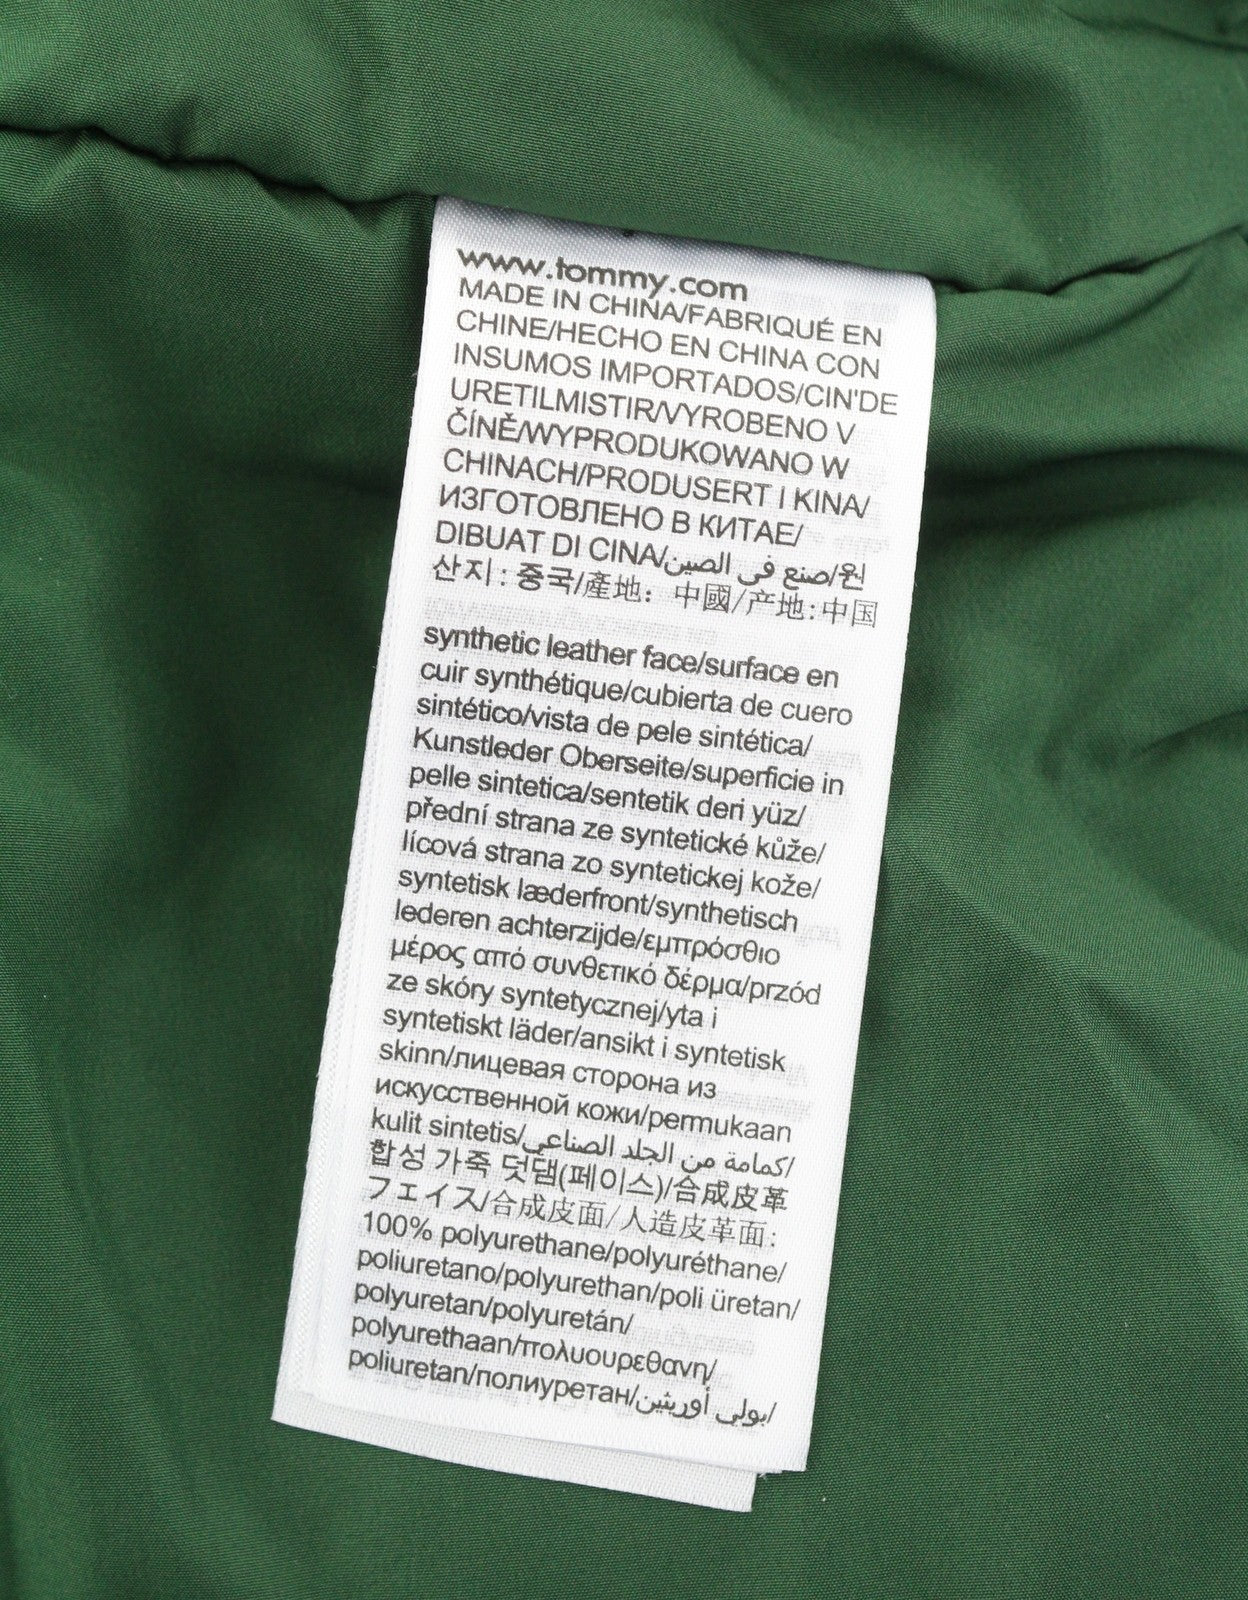 www.tommy.com
MADE IN CHINA/FABRIQUÉ EN
CHINE/HECHO EN CHINA CON
INSUMOS IMPORTADOS/CIN'DE
URETILMISTIR/VYROBENO V
ČÍNĚ/WYPRODUKOWANO W
CHINACH/PRODUSERT I KINA/
ИЗГОТОВЛЕНО В КИТАЕ/
DIBUAT DI CINA/صنع في الصين/원
산지:중국/產地:中國/产地:中国
synthetic leather face/surface en
cuir synthétique/cubierta de cuero
sintético/vista de pele sintética/
Kunstleder Oberseite/superficie in
pelle sintetica/sentetik deri yüz/
přední strana ze syntetické kůže/
lícová strana zo syntetickej kože/
syntetisk læderfront/synthetisch
lederen achterzijde/εμπρόσθιο
μέρος από συνθετικό δέρμα/przód
ze skóry syntetycznej/yta i
syntetiskt läder/ansikt i syntetisk
skinn/лицевая сторона из
искусственной кожи/permukaan
kulit sintetis/كمامة من الجلد الصناعي/
합성 가죽 덧댐(페이스)/合成皮革
フェイス/合成皮面/人造皮革面:
100% polyurethane/polyuréthane/
poliuretano/polyurethan/poli üretan/
polyuretan/polyuretán/
polyurethaan/πολυουρεθανη/
poliuretan/полиуретан/بولي أوريثين/